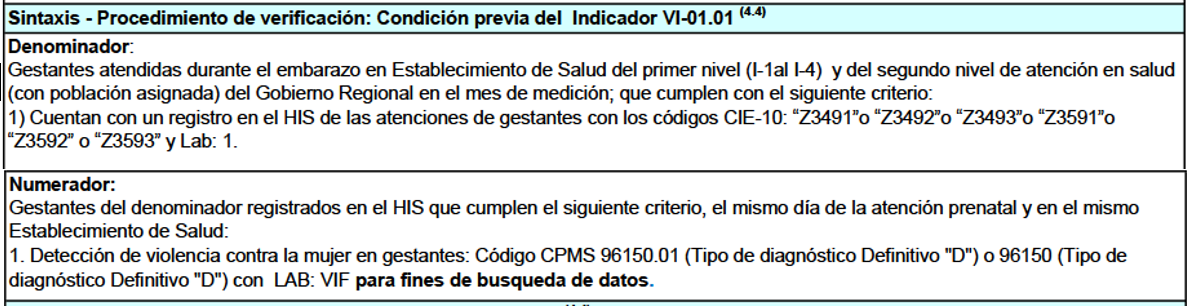 Sintaxis - Procedimiento de verificación: Condición previa del Indicador VI-01.01 (4.4)
Denominador:
Gestantes atendidas durante el embarazo en Establecimiento de Salud del primer nivel (I-1al I-4) y del segundo nivel de atención en salud
(con población asignada) del Gobierno Regional en el mes de medición; que cumplen con el siguiente criterio:
1) Cuentan con un registro en el HIS de las atenciones de gestantes con los códigos CIE-10: “Z3491”o “Z3492”o “Z3493”o “Z3591”o
“Z3592” o “Z3593” y Lab: 1.
Numerador:
Gestantes del denominador registrados en el HIS que cumplen el siguiente criterio, el mismo día de la atención prenatal y en el mismo
Establecimiento de Salud:
1. Detección de violencia contra la mujer en gestantes: Código CPMS 96150.01 (Tipo de diagnóstico Definitivo "D") o 96150 (Tipo de
diagnóstico Definitivo "D") con LAB: VIF para fines de busqueda de datos.